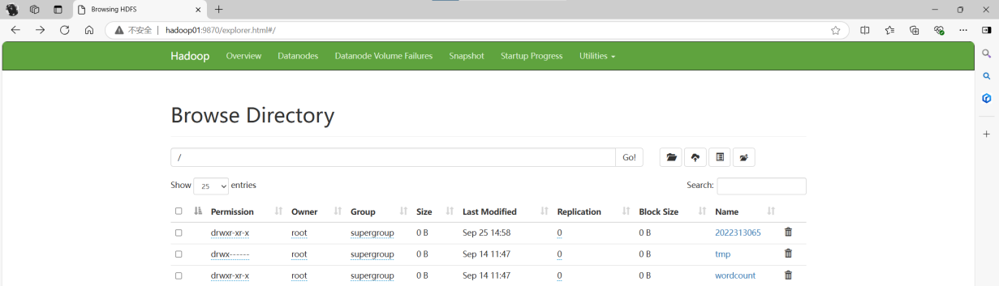 Browsing HDFS
不安全 | hadoop01:9870/explorer.html#/
Hadoop Overview Datanodes Datanode Volume Failures Snapshot Startup Progress Utilities
Browse Directory
/ Go!
Show 25 entries Search:
Permission Owner Group Size Last Modified Replication Block Size Name
drwxr-xr-x root supergroup 0 B Sep 25 14:58 0 0 B 2022313065
drwx------ root supergroup 0 B Sep 14 11:47 0 0 B tmp
drwxr-xr-x root supergroup 0 B Sep 14 11:47 0 0 B wordcount